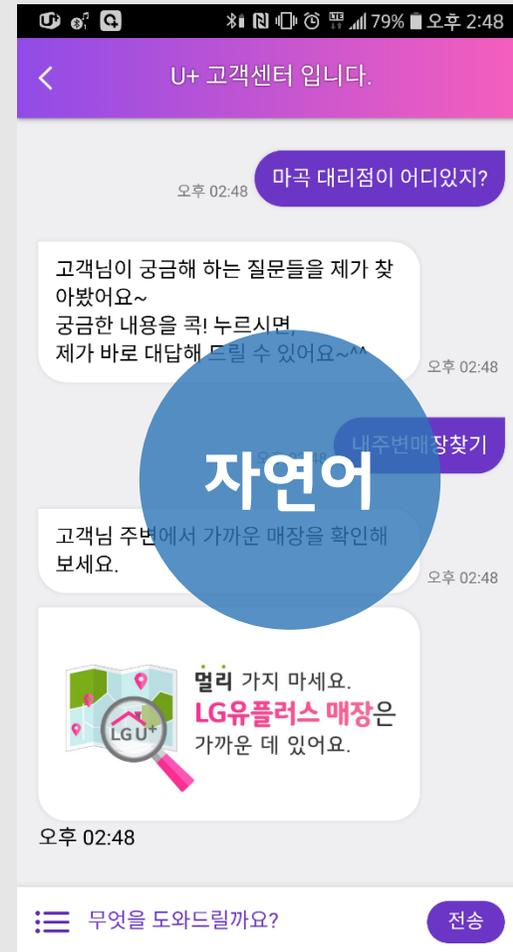 79% 오후 2:48
U+ 고객센터 입니다.
마곡 대리점이 어디있지?
오후 02:48
고객님이 궁금해 하는 질문들을 제가 찾
아봤어요~
궁금한 내용을 콕! 누르시면,
제가 바로 대답해 드릴 수 있어요~^^
오후 02:48
내주변매장찾기
오후 02:48
자연어
고객님 주변에서 가까운 매장을 확인해
보세요.
오후 02:48
멀리 가지 마세요.
LG유플러스 매장은
가까운 데 있어요.
LG U+
오후 02:48
무엇을 도와드릴까요?
전송